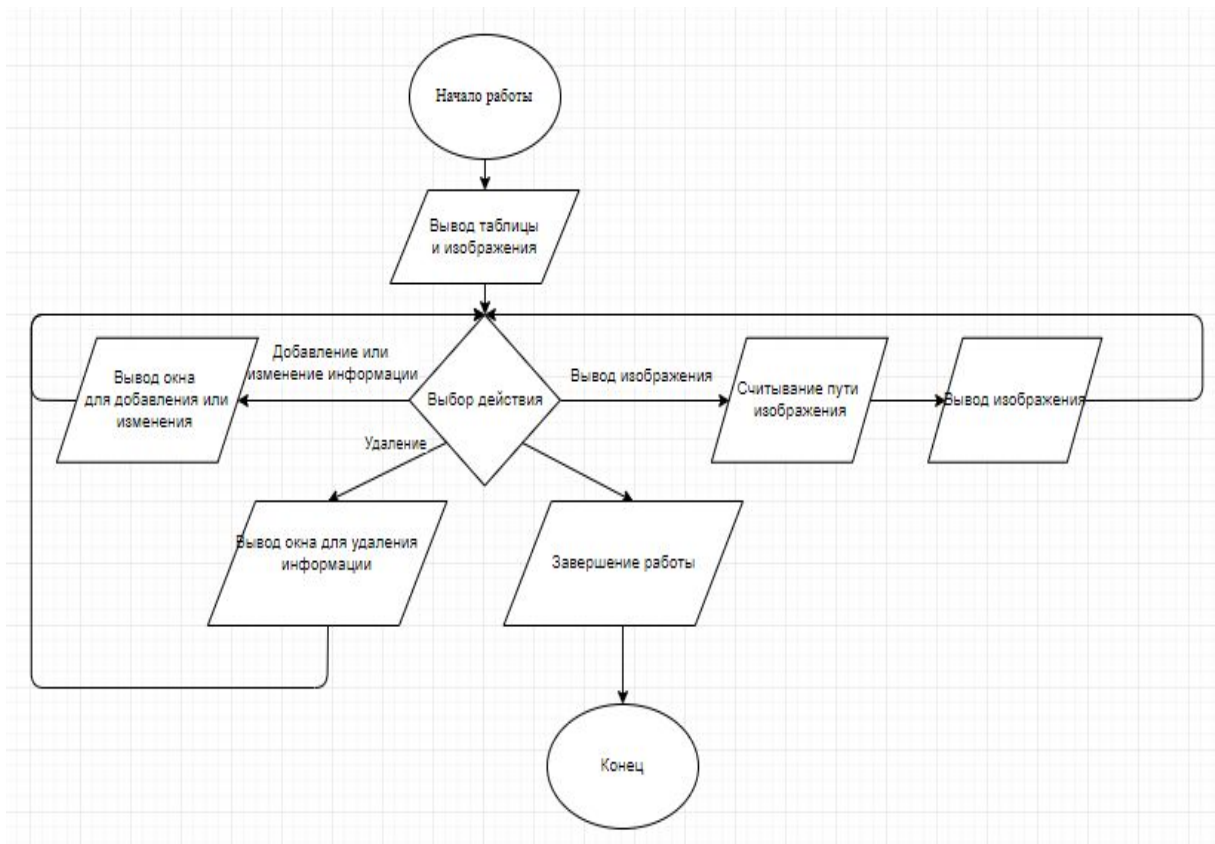 Начало работы
Вывод таблицы
и изображения
Добавление или
изменение информации
Вывод изображения
Вывод окна
для добавления или
изменения
Выбор действия
Считывание пути
изображения
Вывод изображения
Удаление
Вывод окна для удаления
информации
Завершение работы
Конец